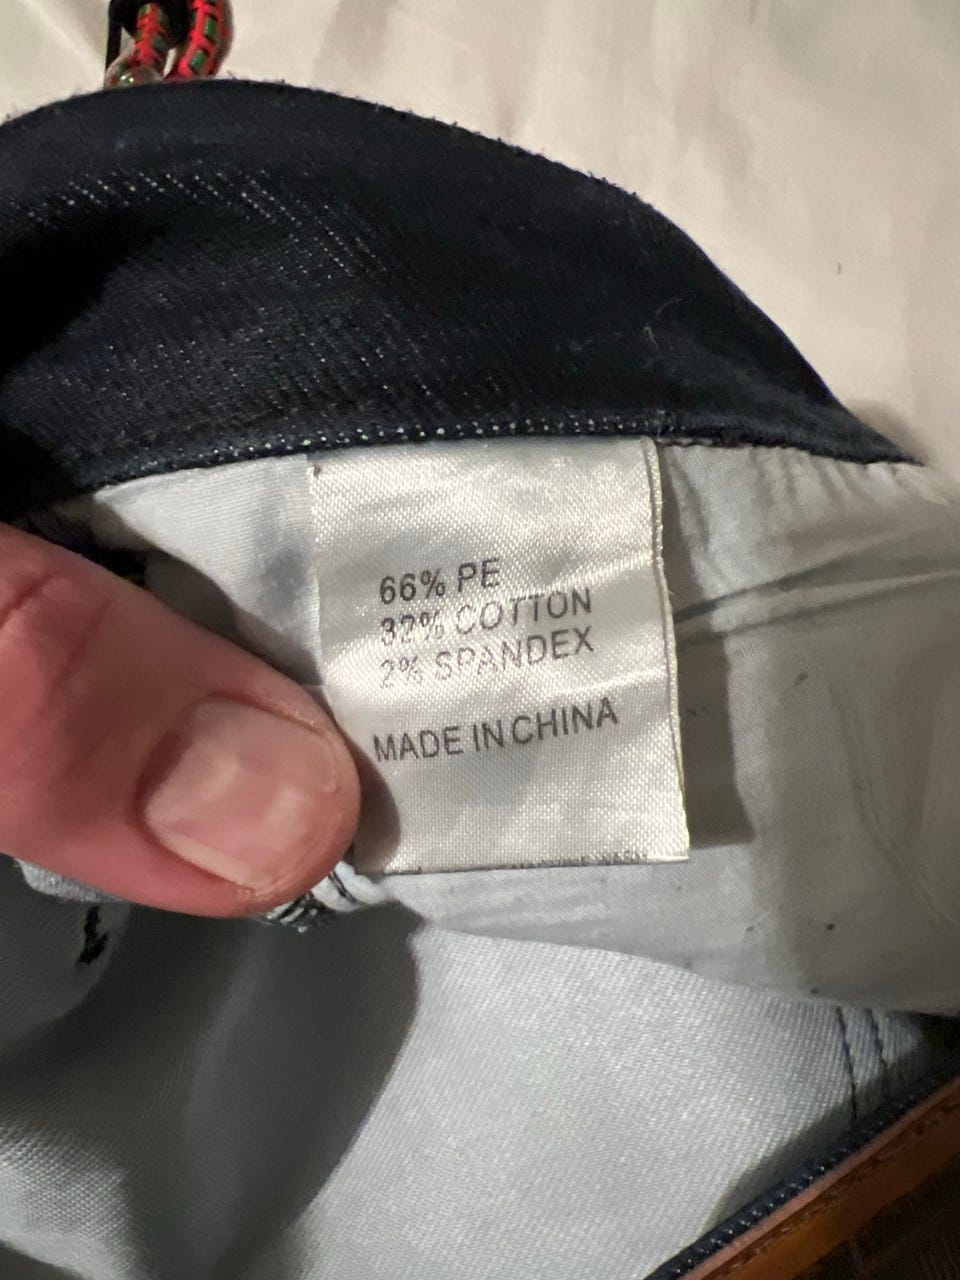 66% PE
32% COTTON
2% SPANDEX
MADE IN CHINA